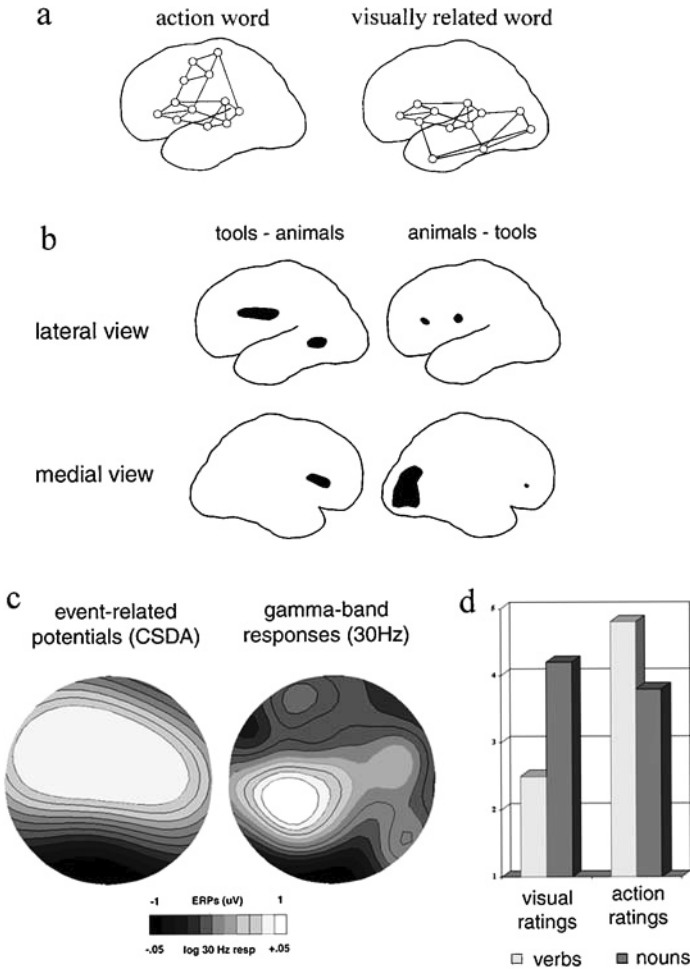 a
action word
visually related word
b
tools - animals
animals - tools
lateral view
medial view
c
event-related
potentials (CSDA)
gamma-band
responses (30Hz)
-1
ERPs (uV)
1
-.05
log 30 Hz resp
+.05
d
5
4
3
2
1
visual
ratings
action
ratings
verbs
nouns